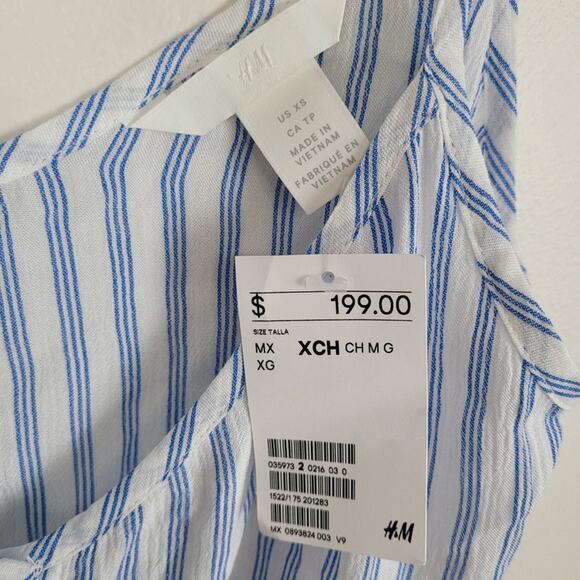 H&M
US XS
CA TP
MADE IN
VIETNAM
FABRIQUÉ EN
VIETNAM
$ 199.00
SIZE TALLA
MX XCH CH M G
XG
035973 2 0216 03 0
1522/175 201283
MX 0893824 003 V9
H&M